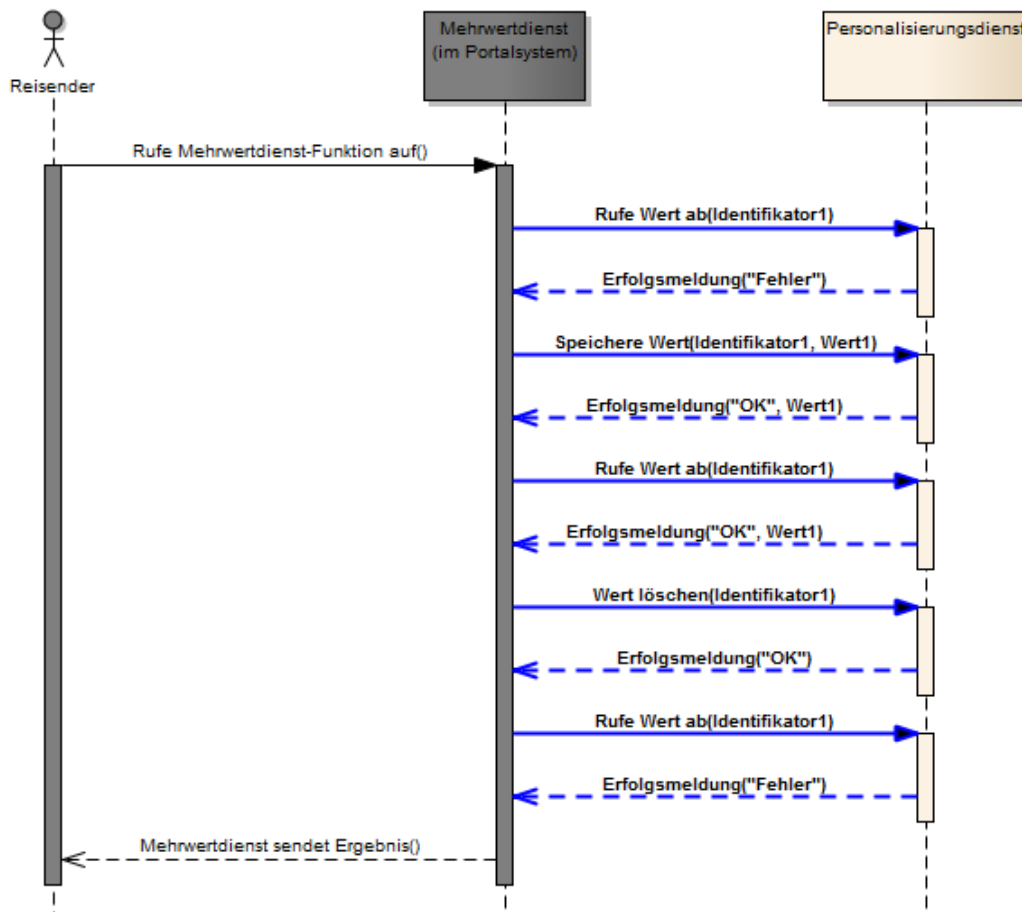 Mehrwertdienst
(im Portalsystem)
Personalisierungsdienst
Reisender
Rufe Mehrwertdienst-Funktion auf()
Rufe Wert ab(Identifikator1)
Erfolgsmeldung("Fehler")
Speichere Wert(Identifikator1, Wert1)
Erfolgsmeldung("OK", Wert1)
Rufe Wert ab(Identifikator1)
Erfolgsmeldung("OK", Wert1)
Wert löschen(Identifikator1)
Erfolgsmeldung("OK")
Rufe Wert ab(Identifikator1)
Erfolgsmeldung("Fehler")
Mehrwertdienst sendet Ergebnis()